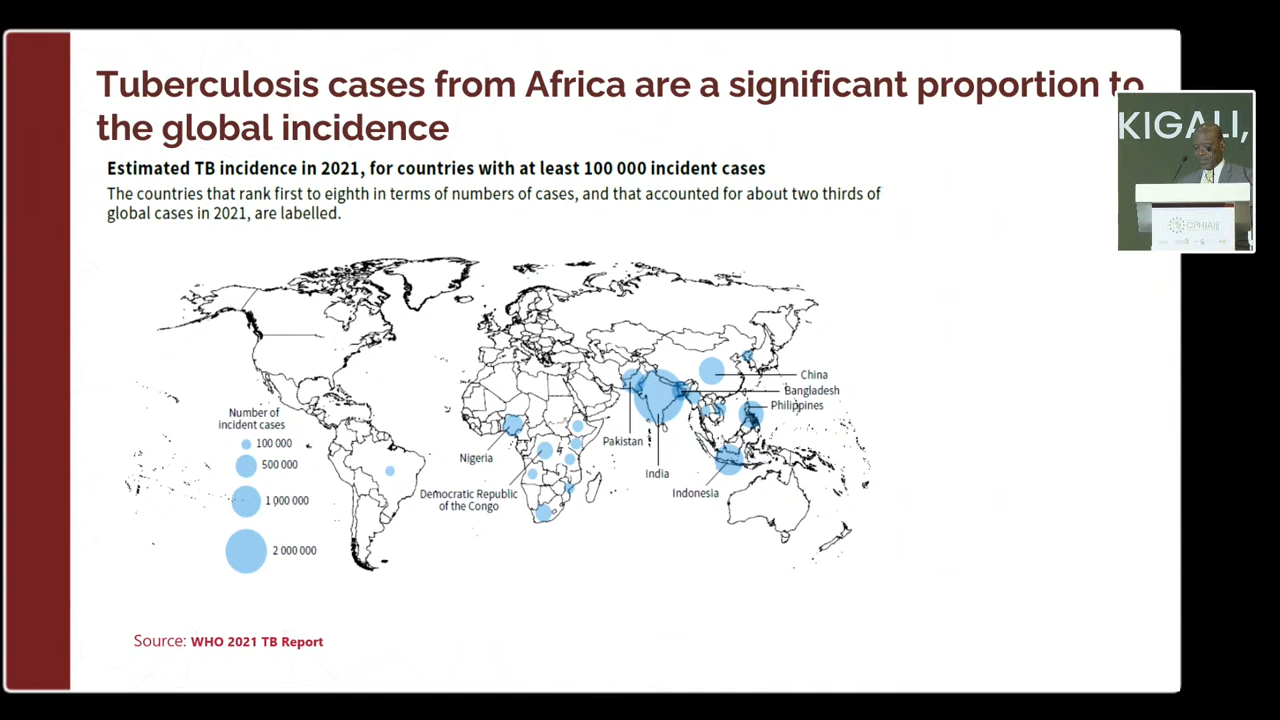 Tuberculosis cases from Africa are a significant proportion to
the global incidence
Estimated TB incidence in 2021, for countries with at least 100 000 incident cases
The countries that rank first to eighth in terms of numbers of cases, and that accounted for about two thirds of
global cases in 2021, are labelled.
KIGALI,
CPHIA
China
Bangladesh
Philippines
Number of
incident cases
100 000
500 000
1 000 000
2 000 000
Nigeria
Democratic Republic
of the Congo
Pakistan
India
Indonesia
Source: WHO 2021 TB Report